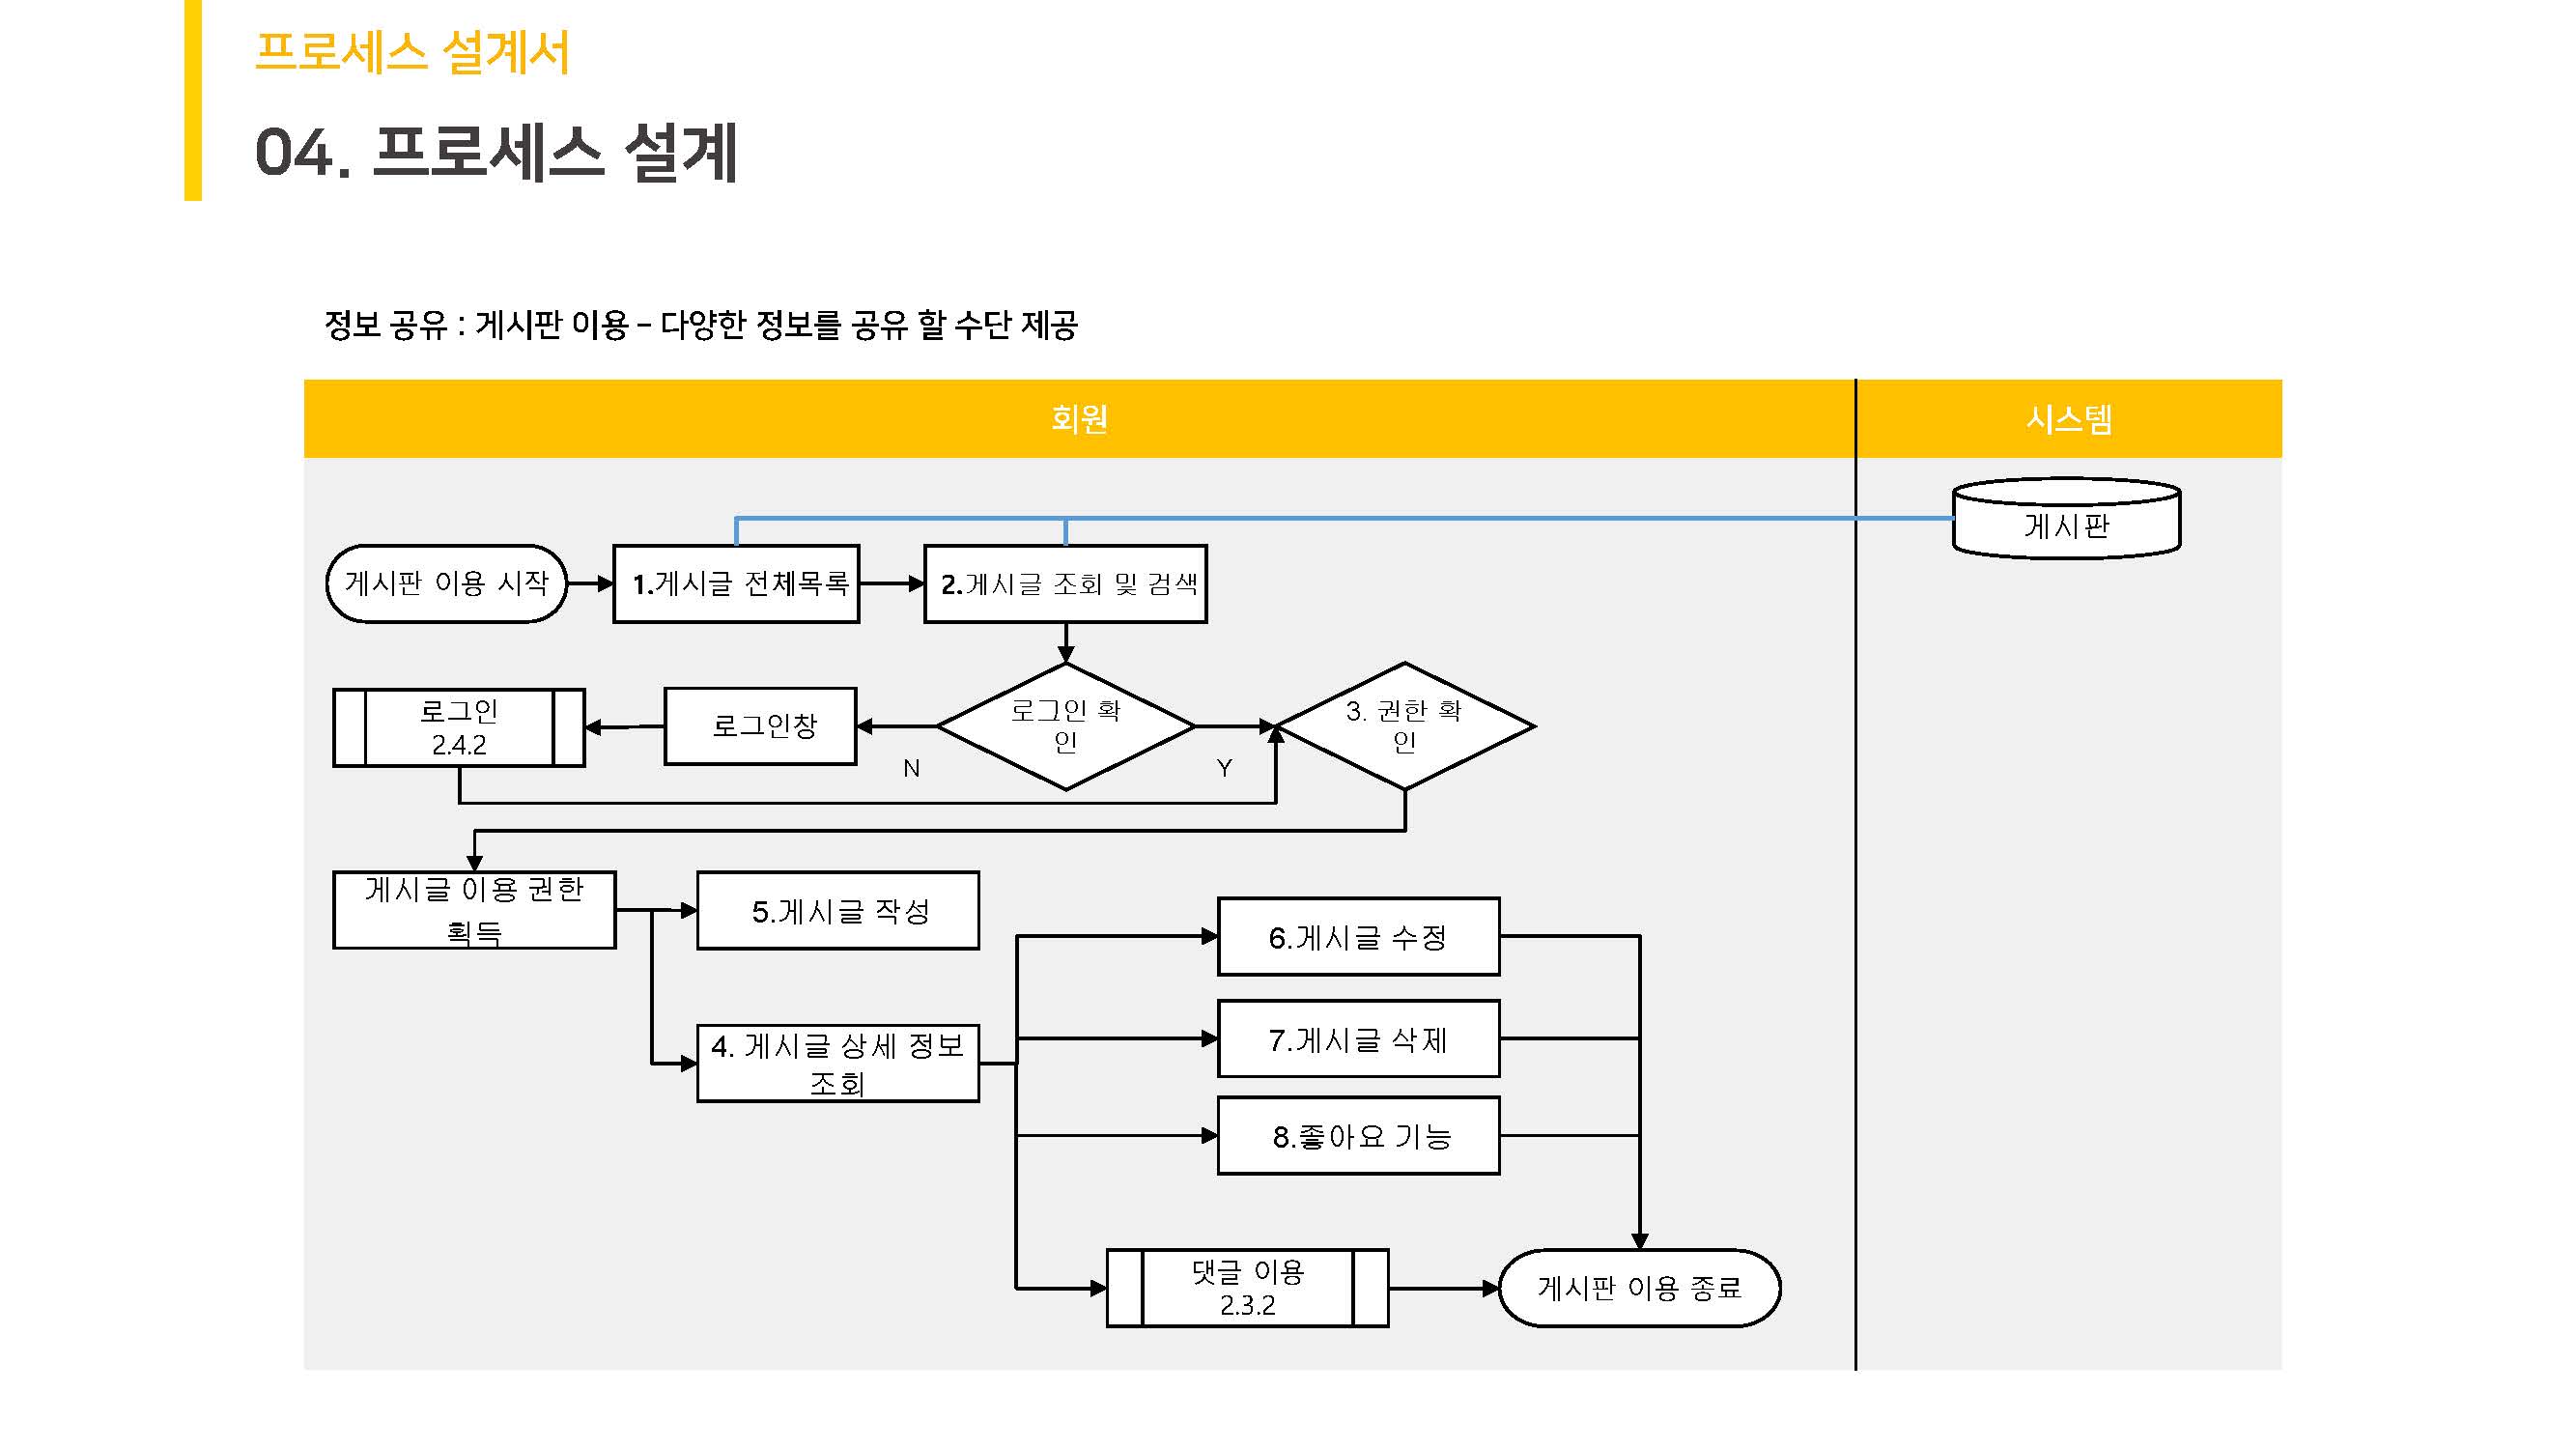 프로세스 설계서
04. 프로세스 설계
정보 공유 : 게시판 이용 – 다양한 정보를 공유 할 수단 제공
회원
시스템
게시판
게시판 이용 시작
1.게시글 전체목록
2.게시글 조회 및 검색
로그인
2.4.2
로그인창
로그인 확
인
3. 권한 확
인
N
Y
게시글 이용 권한
획득
5.게시글 작성
6.게시글 수정
4. 게시글 상세 정보
조회
7.게시글 삭제
8.좋아요 기능
댓글 이용
2.3.2
게시판 이용 종료